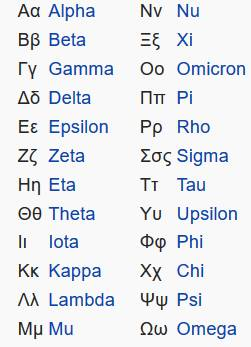 Αα Alpha
Ββ Beta
Γγ Gamma
Δδ Delta
Εε Epsilon
Ζζ Zeta
Ηη Eta
Θθ Theta
Ιι Iota
Κκ Kappa
Λλ Lambda
Μμ Mu
Νν Nu
Ξξ Xi
Οο Omicron
Ππ Pi
Ρρ Rho
Σσς Sigma
Ττ Tau
Υυ Upsilon
Φφ Phi
Χχ Chi
Ψψ Psi
Ωω Omega